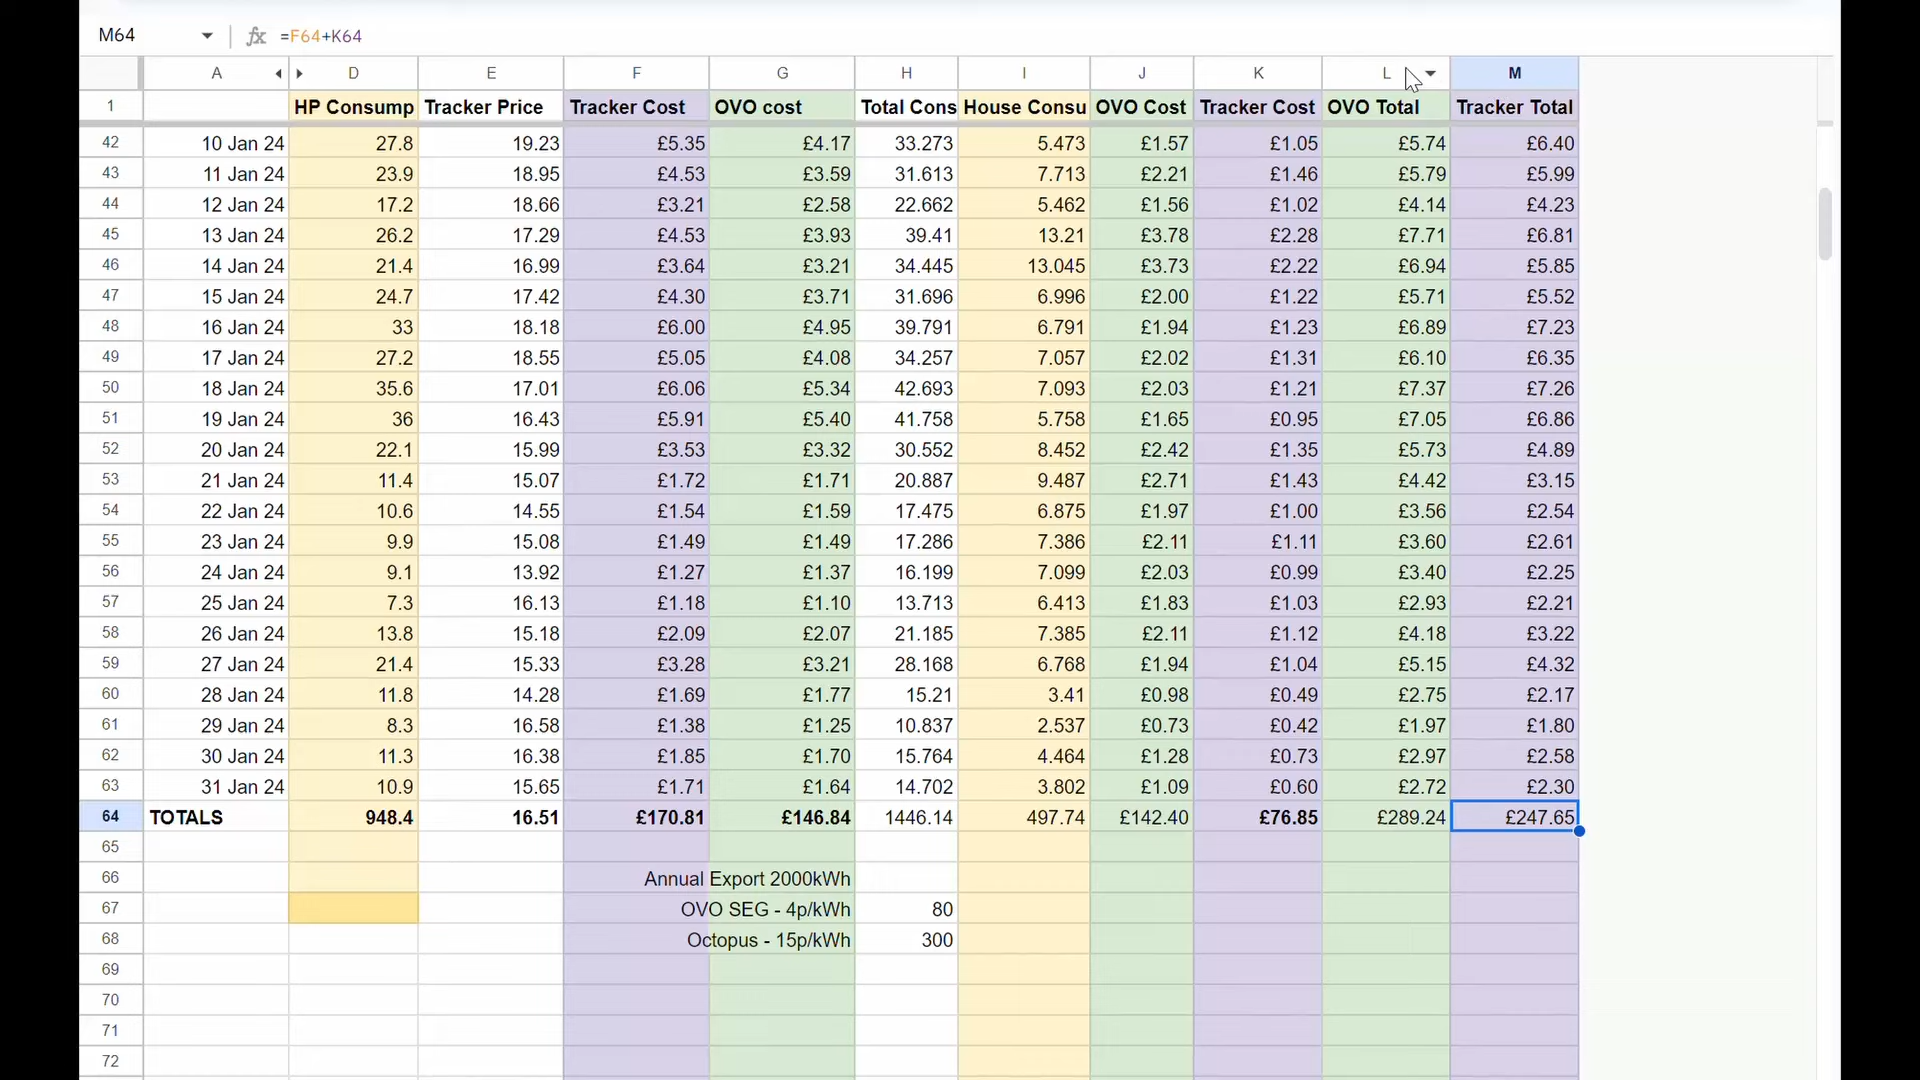 M64 fx =F64+K64
A D E F G H I J K L M
1 HP Consump Tracker Price Tracker Cost OVO cost Total Cons House Consu OVO Cost Tracker Cost OVO Total Tracker Total
42 10 Jan 24 27.8 19.23 £5.35 £4.17 33.273 5.473 £1.57 £1.05 £5.74 £6.40
43 11 Jan 24 23.9 18.95 £4.53 £3.59 31.613 7.713 £2.21 £1.46 £5.79 £5.99
44 12 Jan 24 17.2 18.66 £3.21 £2.58 22.662 5.462 £1.56 £1.02 £4.14 £4.23
45 13 Jan 24 26.2 17.29 £4.53 £3.93 39.41 13.21 £3.78 £2.28 £7.71 £6.81
46 14 Jan 24 21.4 16.99 £3.64 £3.21 34.445 13.045 £3.73 £2.22 £6.94 £5.85
47 15 Jan 24 24.7 17.42 £4.30 £3.71 31.696 6.996 £2.00 £1.22 £5.71 £5.52
48 16 Jan 24 33 18.18 £6.00 £4.95 39.791 6.791 £1.94 £1.23 £6.89 £7.23
49 17 Jan 24 27.2 18.55 £5.05 £4.08 34.257 7.057 £2.02 £1.31 £6.10 £6.35
50 18 Jan 24 35.6 17.01 £6.06 £5.34 42.693 7.093 £2.03 £1.21 £7.37 £7.26
51 19 Jan 24 36 16.43 £5.91 £5.40 41.758 5.758 £1.65 £0.95 £7.05 £6.86
52 20 Jan 24 22.1 15.99 £3.53 £3.32 30.552 8.452 £2.42 £1.35 £5.73 £4.89
53 21 Jan 24 11.4 15.07 £1.72 £1.71 20.887 9.487 £2.71 £1.43 £4.42 £3.15
54 22 Jan 24 10.6 14.55 £1.54 £1.59 17.475 6.875 £1.97 £1.00 £3.56 £2.54
55 23 Jan 24 9.9 15.08 £1.49 £1.49 17.286 7.386 £2.11 £1.11 £3.60 £2.61
56 24 Jan 24 9.1 13.92 £1.27 £1.37 16.199 7.099 £2.03 £0.99 £3.40 £2.25
57 25 Jan 24 7.3 16.13 £1.18 £1.10 13.713 6.413 £1.83 £1.03 £2.93 £2.21
58 26 Jan 24 13.8 15.18 £2.09 £2.07 21.185 7.385 £2.11 £1.12 £4.18 £3.22
59 27 Jan 24 21.4 15.33 £3.28 £3.21 28.168 6.768 £1.94 £1.04 £5.15 £4.32
60 28 Jan 24 11.8 14.28 £1.69 £1.77 15.21 3.41 £0.98 £0.49 £2.75 £2.17
61 29 Jan 24 8.3 16.58 £1.38 £1.25 10.837 2.537 £0.73 £0.42 £1.97 £1.80
62 30 Jan 24 11.3 16.38 £1.85 £1.70 15.764 4.464 £1.28 £0.73 £2.97 £2.58
63 31 Jan 24 10.9 15.65 £1.71 £1.64 14.702 3.802 £1.09 £0.60 £2.72 £2.30
64 TOTALS 948.4 16.51 £170.81 £146.84 1446.14 497.74 £142.40 £76.85 £289.24 £247.65
65
66 Annual Export 2000kWh
67 OVO SEG - 4p/kWh 80
68 Octopus - 15p/kWh 300
69
70
71
72